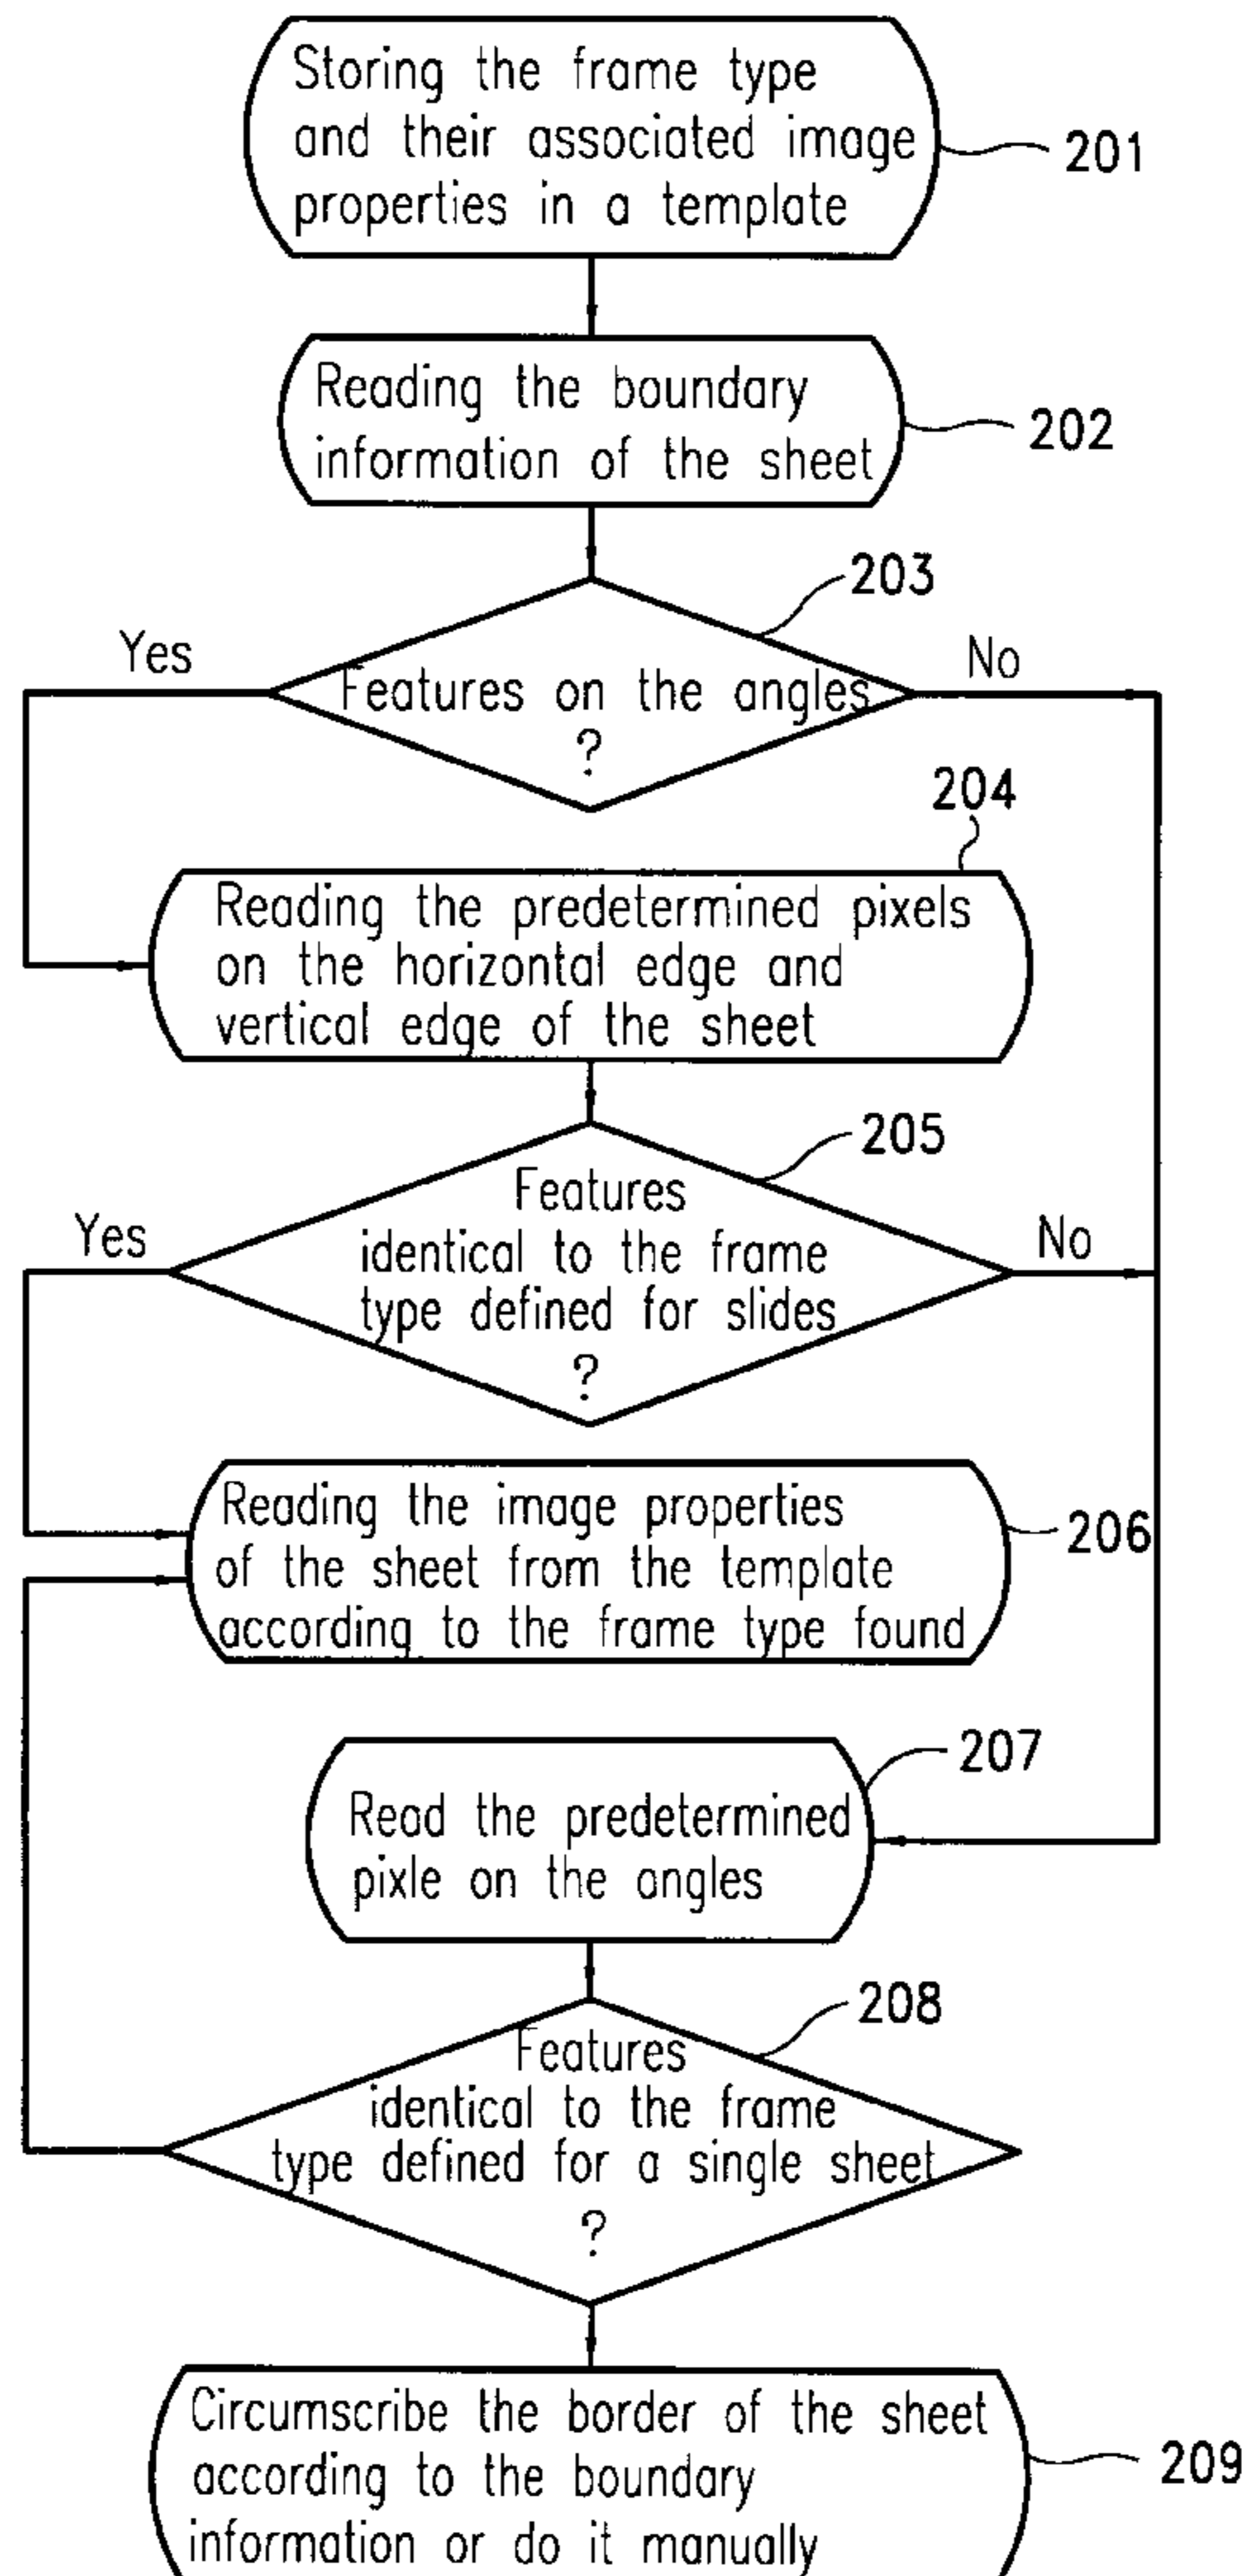 Storing the frame type
and their associated image
properties in a template
201
Reading the boundary
information of the sheet
202
203
Yes
No
Features on the angles
?
204
Reading the predetermined pixels
on the horizontal edge and
vertical edge of the sheet
205
Yes
No
Features
identical to the frame
type defined for slides
?
Reading the image properties
of the sheet from the template
according to the frame type found
206
207
Read the predetermined
pixle on the angles
208
Features
identical to the frame
type defined for a single sheet
?
Circumscribe the border of the sheet
according to the boundary
information or do it manually
209